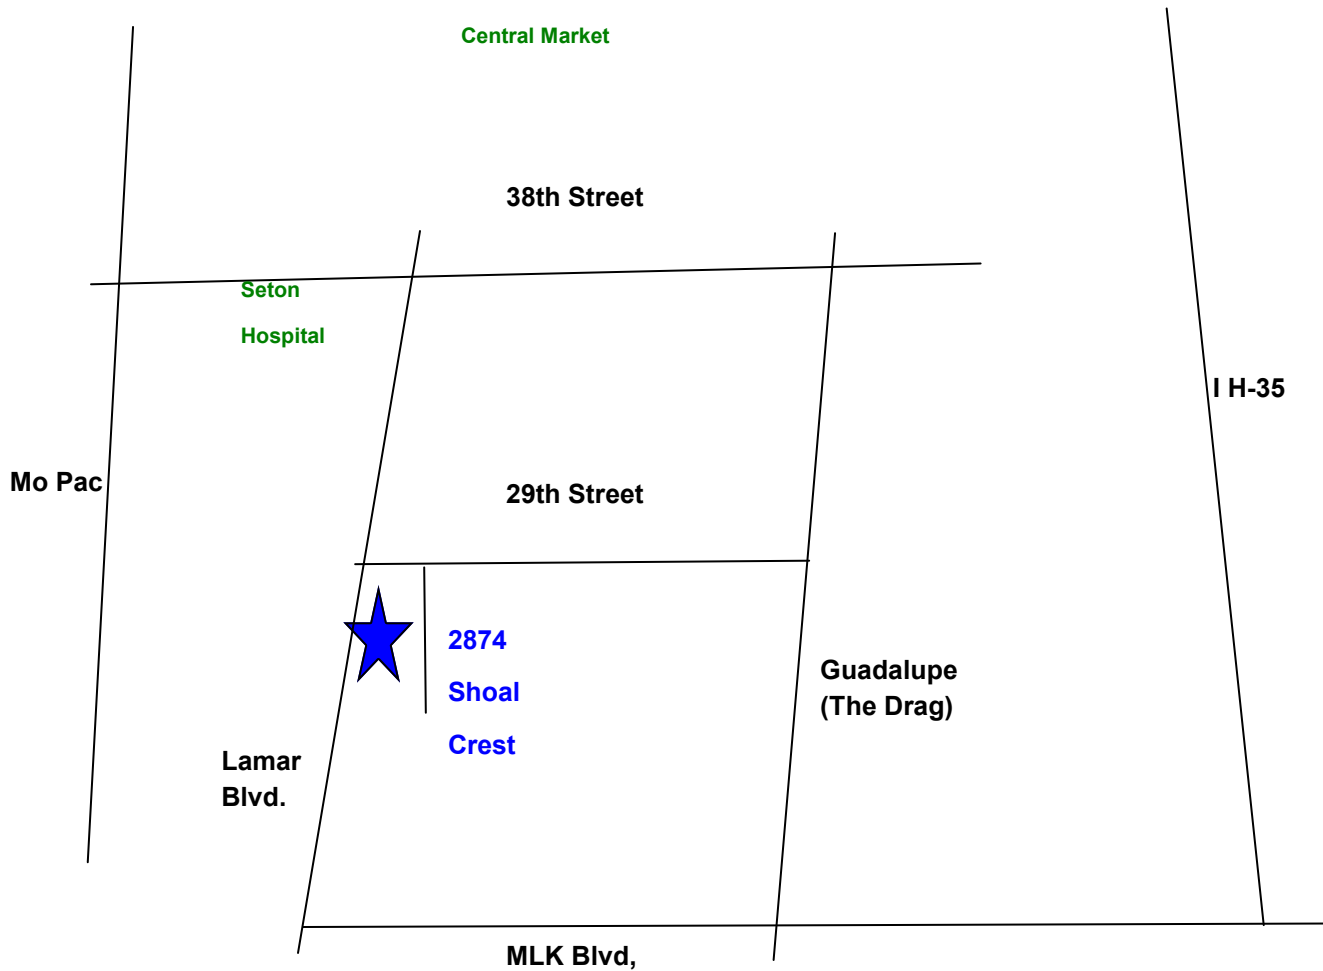 Central Market
38th Street
Seton
Hospital
I H-35
Mo Pac
29th Street
2874
Shoal
Crest
Guadalupe
(The Drag)
Lamar
Blvd.
MLK Blvd,